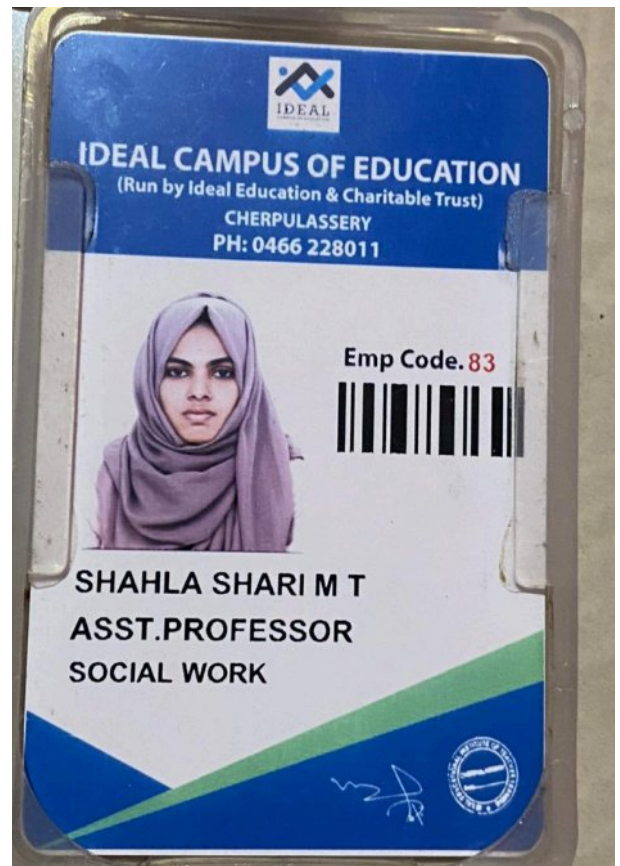 IDEAL
IDEAL CAMPUS OF EDUCATION
(Run by Ideal Education & Charitable Trust)
CHERPULASSERY
PH: 0466 228011
Emp Code.83
SHAHLA SHARI M T
ASST.PROFESSOR
SOCIAL WORK